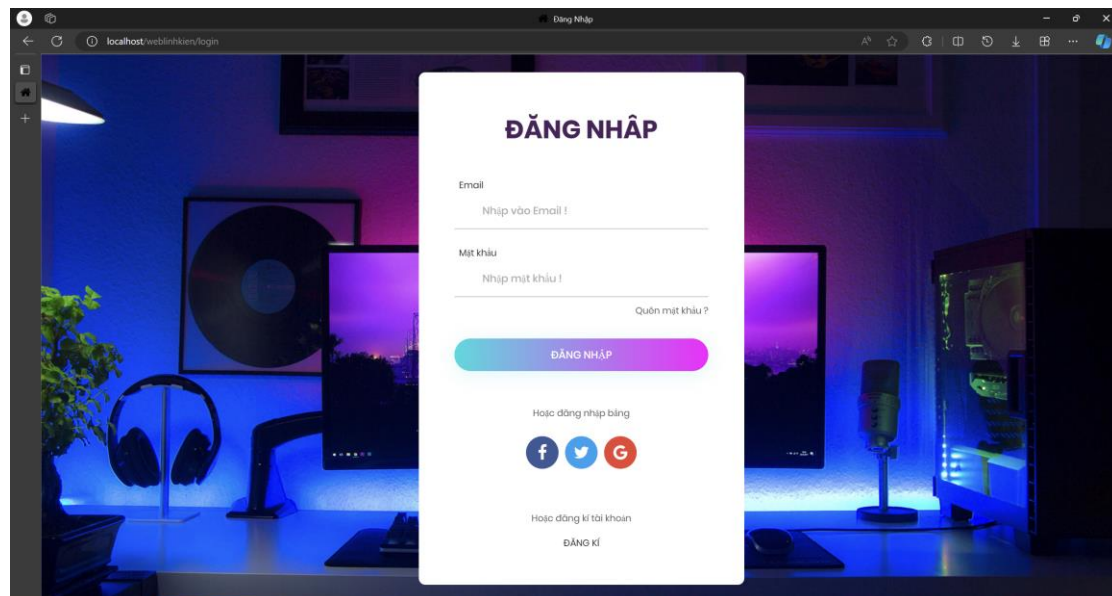 Đăng Nhập
localhost/weblinhkien/login
ĐĂNG NHÂP
Email
Nhập vào Email !
Mật khẩu
Nhập mật khẩu !
Quên mật khẩu ?
ĐĂNG NHẬP
Hoặc đăng nhập bằng
f G
Hoặc đăng kí tài khoản
ĐĂNG KÍ